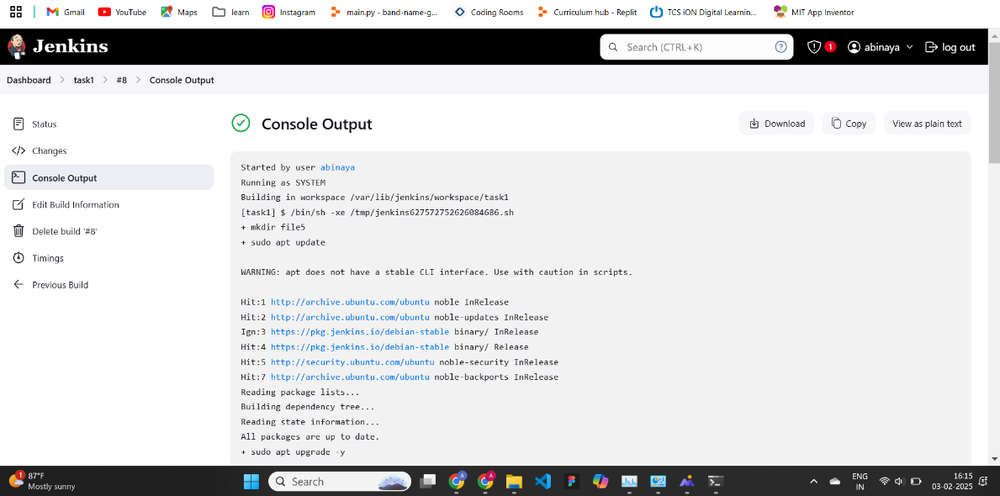 Gmail
YouTube
Maps
learn
Instagram
main.py - band-name-g...
Coding Rooms
Curriculum hub - Replit
TCS iON Digital Learnin...
MIT App Inventor
Jenkins
Search (CTRL+K)
?
1
abinaya
log out
Dashboard > task1 > #8 > Console Output
Status
Changes
Console Output
Edit Build Information
Delete build '#8'
Timings
Previous Build
Console Output
Download
Copy
View as plain text
Started by user abinaya
Running as SYSTEM
Building in workspace /var/lib/jenkins/workspace/task1
[task1] $ /bin/sh -xe /tmp/jenkins627572752626084686.sh
+ mkdir file5
+ sudo apt update
WARNING: apt does not have a stable CLI interface. Use with caution in scripts.
Hit:1 http://archive.ubuntu.com/ubuntu noble InRelease
Hit:2 http://archive.ubuntu.com/ubuntu noble-updates InRelease
Ign:3 https://pkg.jenkins.io/debian-stable binary/ InRelease
Hit:4 https://pkg.jenkins.io/debian-stable binary/ Release
Hit:5 http://security.ubuntu.com/ubuntu noble-security InRelease
Hit:7 http://archive.ubuntu.com/ubuntu noble-backports InRelease
Reading package lists...
Building dependency tree...
Reading state information...
All packages are up to date.
+ sudo apt upgrade -y
1
87°F
Mostly sunny
Search
A
A
ENG
IN
16:15
03-02-2025